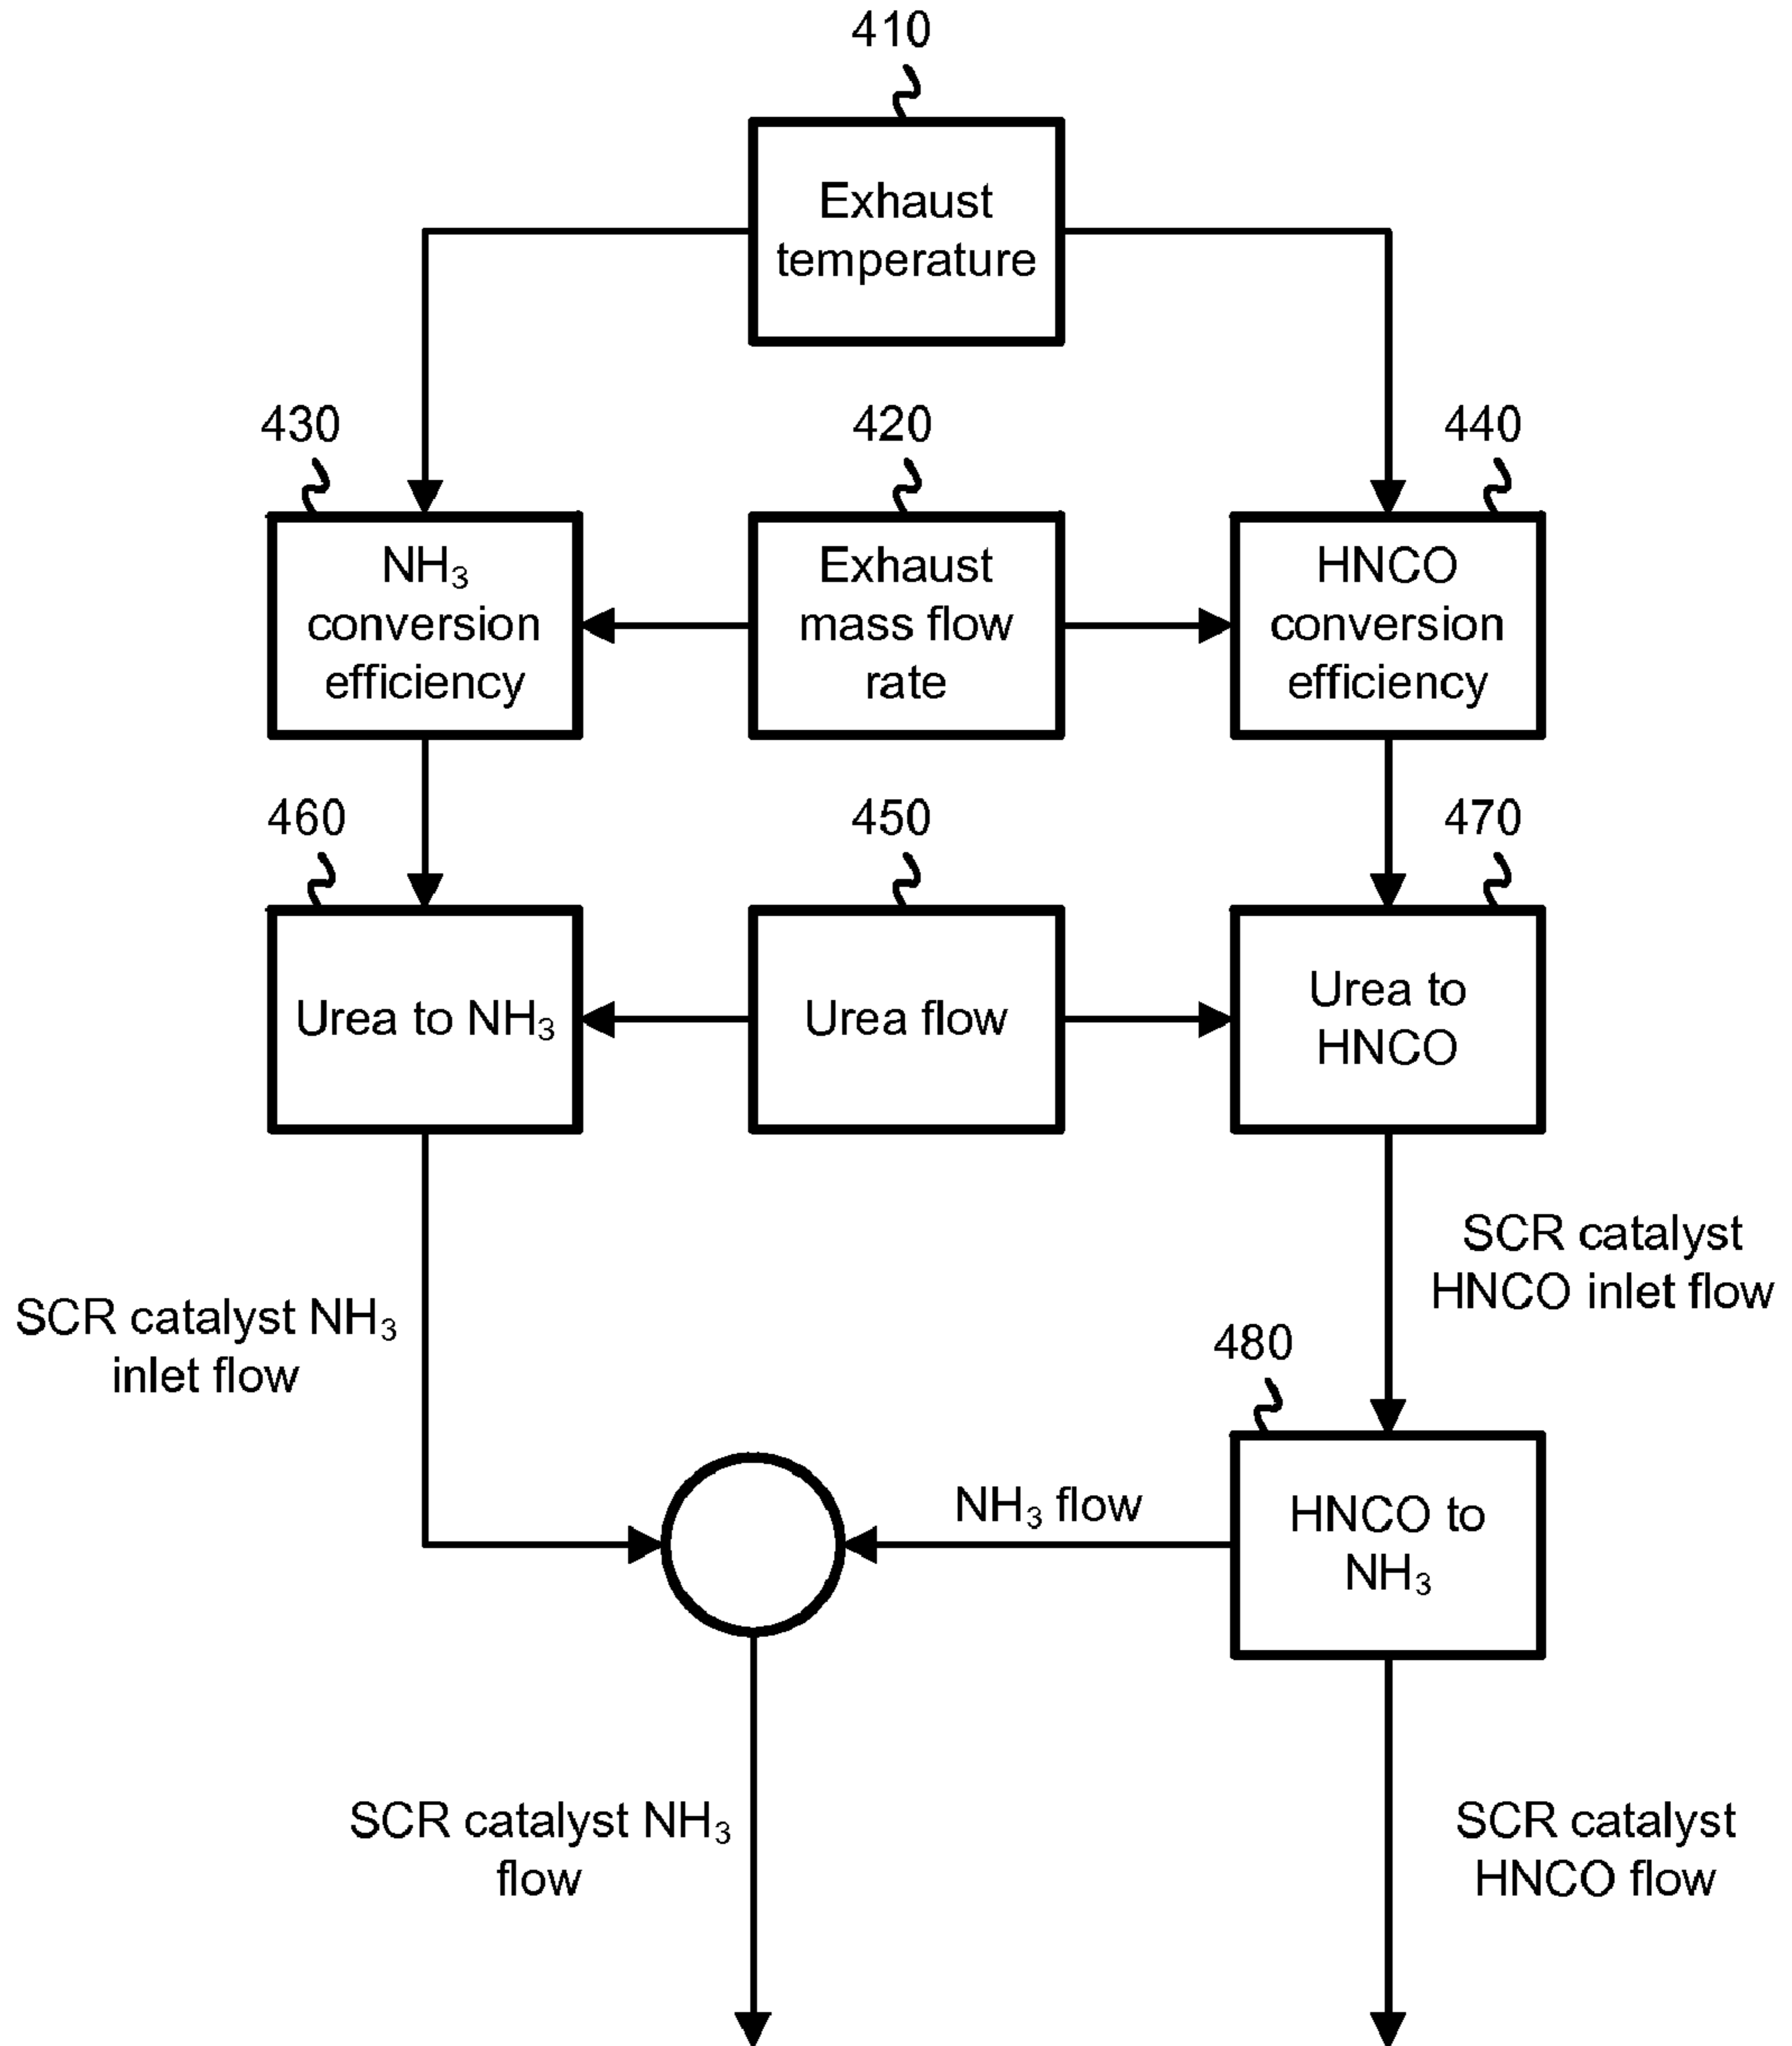 410
Exhaust
temperature
430
420
440
NH₃
conversion
efficiency
Exhaust
mass flow
rate
HNCO
conversion
efficiency
460
450
470
Urea to NH₃
Urea flow
Urea to
HNCO
SCR catalyst
HNCO inlet flow
SCR catalyst NH₃
inlet flow
480
NH₃ flow
HNCO to
NH₃
SCR catalyst NH₃
flow
SCR catalyst
HNCO flow